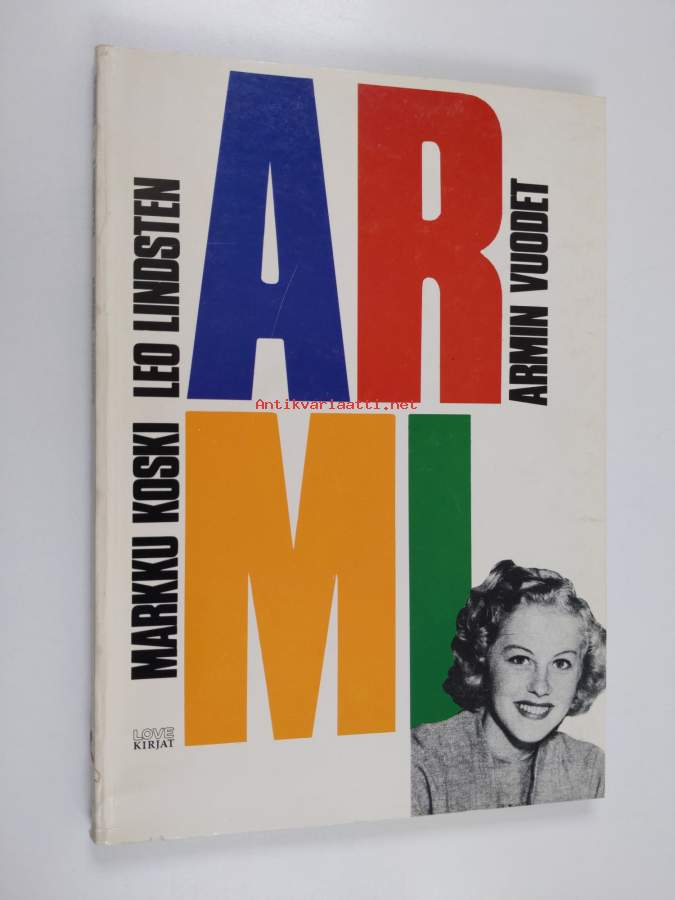 MARKKU KOSKI LEO LINDSTEN
AR
MI
ARMIN VUODET
Antikvariaatti.net
LOVE
KIRJAT